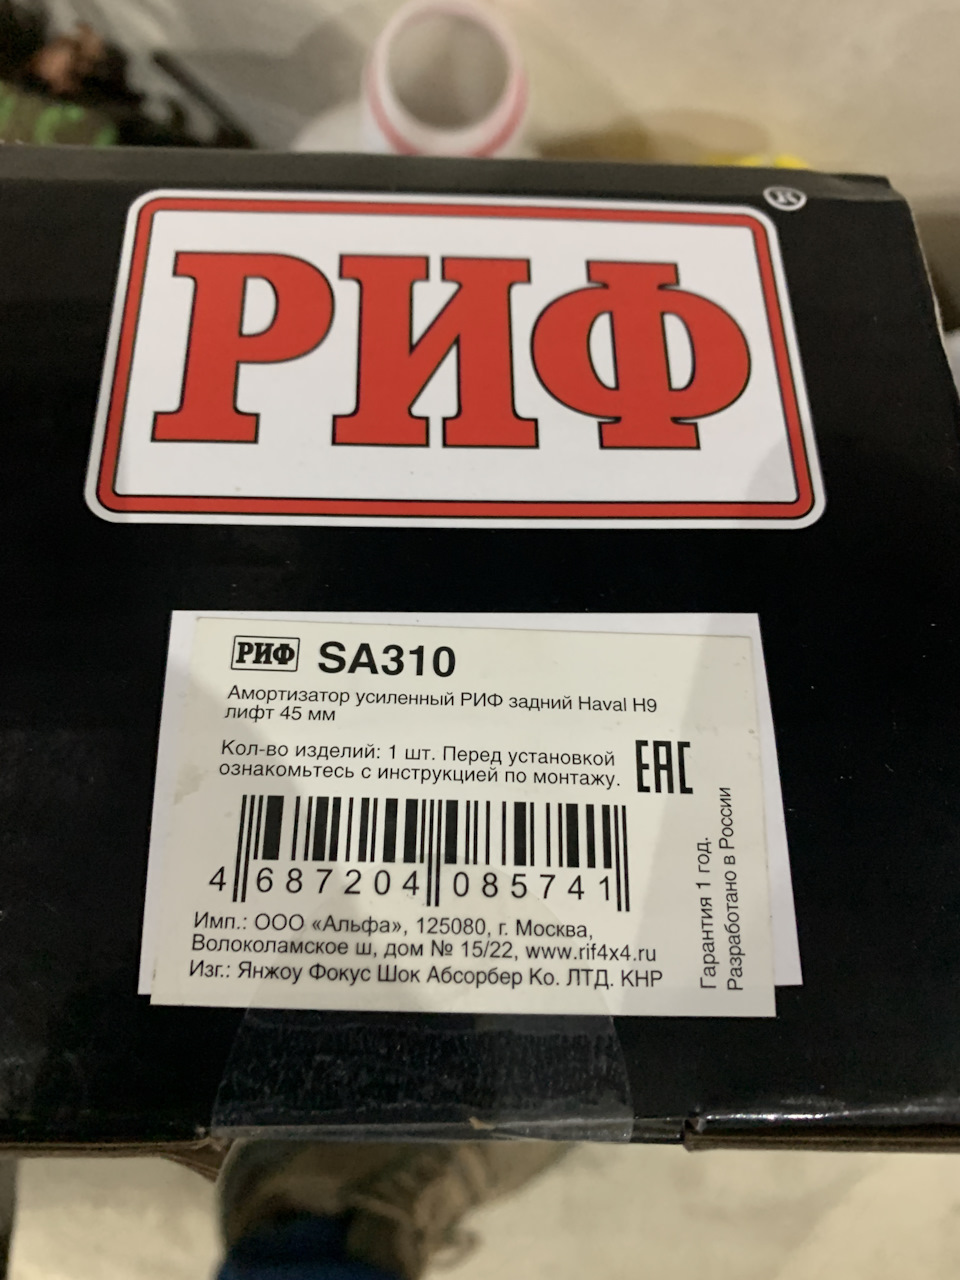 РИФ
®
РИФ SA310
Амортизатор усиленный РИФ задний Haval H9
лифт 45 мм
Кол-во изделий: 1 шт. Перед установкой
ознакомьтесь с инструкцией по монтажу.
EAC
4 687204 085741
Имп.: ООО «Альфа», 125080, г. Москва,
Волоколамское ш, дом № 15/22, www.rif4x4.ru
Изг.: Янжоу Фокус Шок Абсорбер Ко. ЛТД. КНР
Гарантия 1 год.
Разработано в России